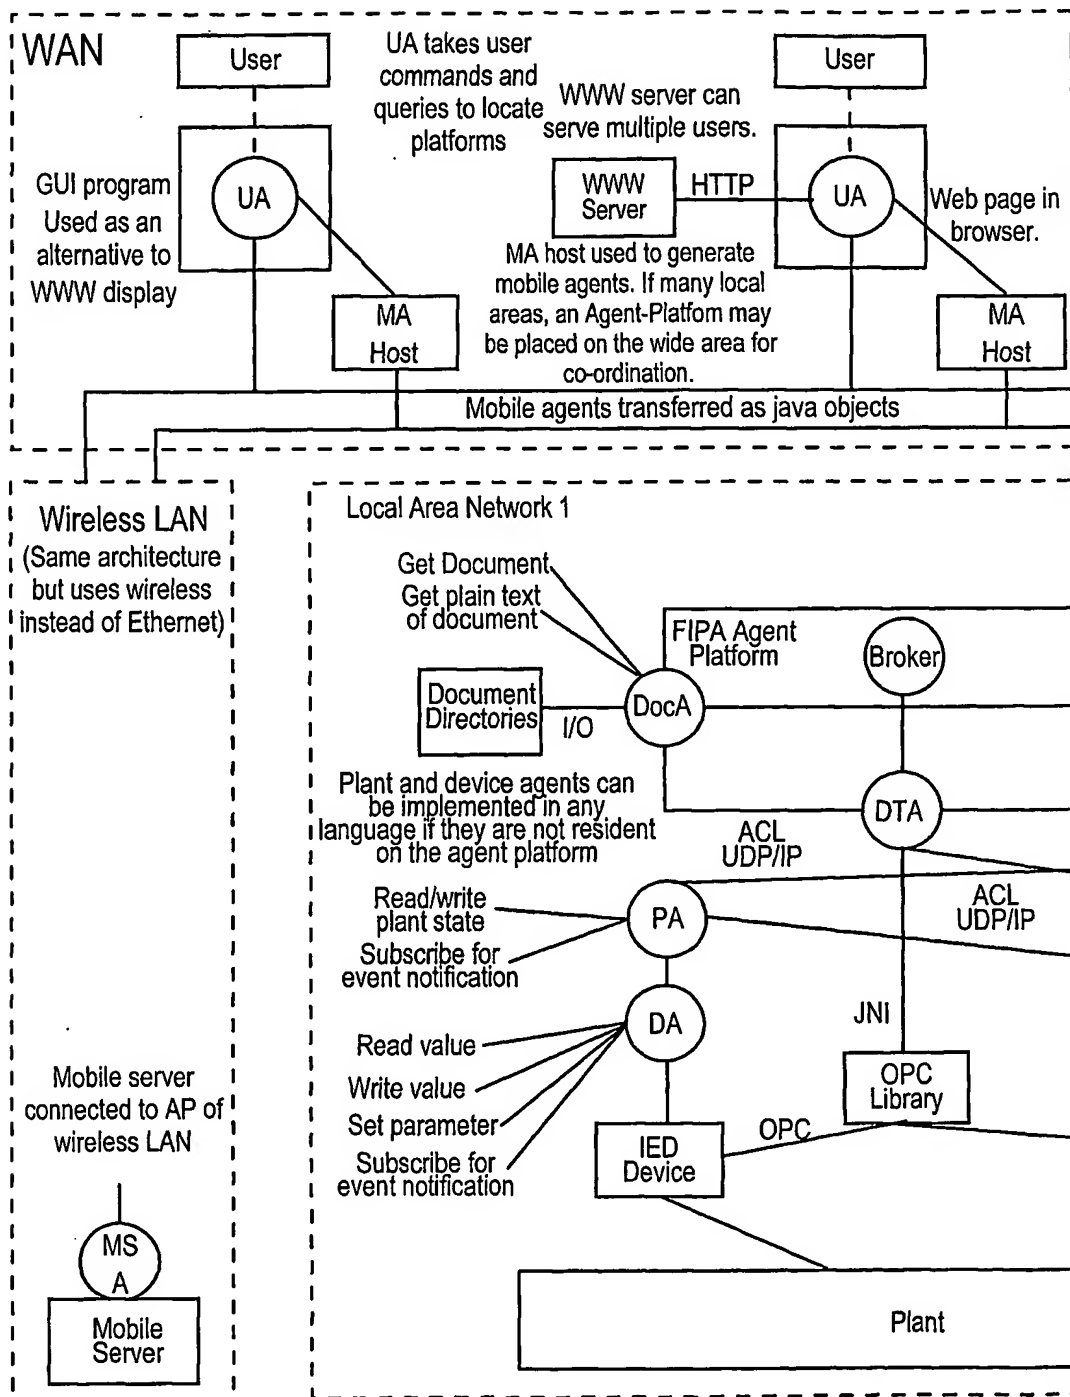 WAN
User
UA takes user
commands and
queries to locate
platforms
WWW server can
serve multiple users.
User
GUI program
Used as an
alternative to
WWW display
UA
WWW
Server
HTTP
UA
Web page in
browser.
MA host used to generate
mobile agents. If many local
areas, an Agent-Platfom may
be placed on the wide area for
co-ordination.
MA
Host
MA
Host
Mobile agents transferred as java objects
Wireless LAN
(Same architecture
but uses wireless
instead of Ethernet)
Mobile server
connected to AP of
wireless LAN
MS
A
Mobile
Server
Local Area Network 1
Get Document
Get plain text
of document
FIPA Agent
Platform
Broker
Document
Directories
I/O
DocA
Plant and device agents can
be implemented in any
language if they are not resident
on the agent platform
DTA
ACL
UDP/IP
Read/write
plant state
Subscribe for
event notification
PA
ACL
UDP/IP
DA
Read value
Write value
Set parameter
Subscribe for
event notification
JNI
OPC
Library
OPC
IED
Device
Plant